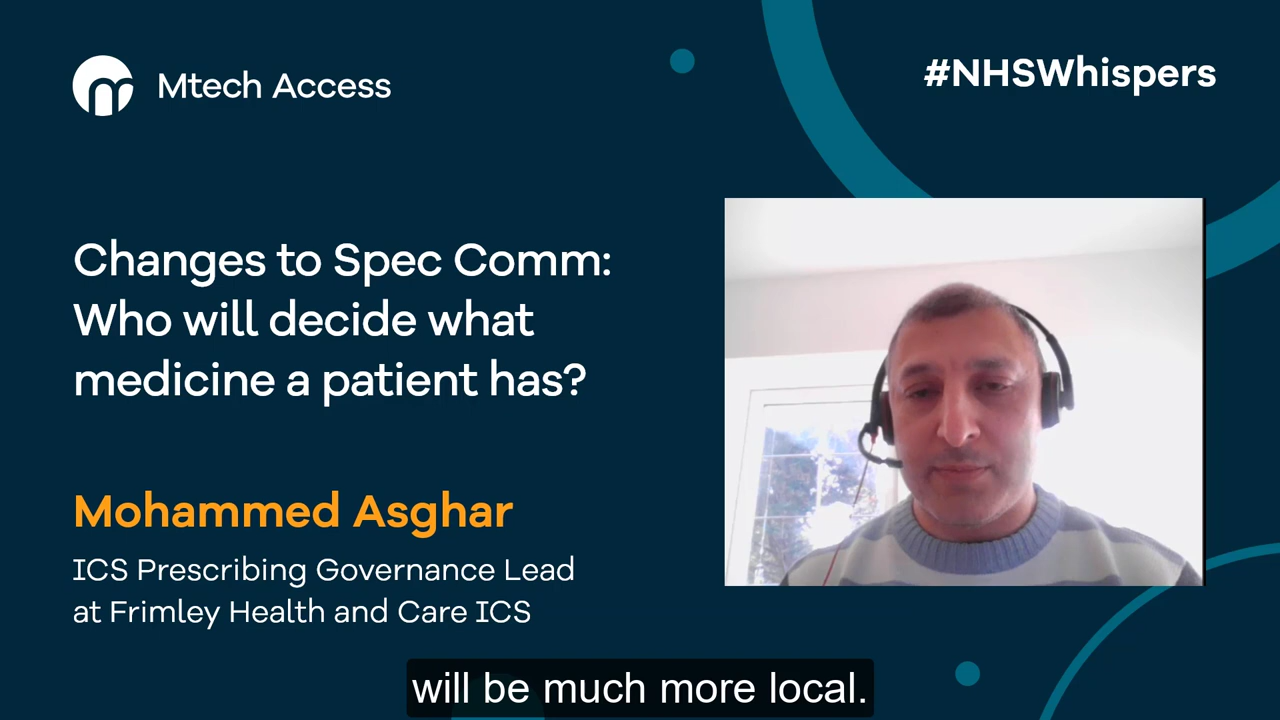 Mtech Access
#NHSWhispers
Changes to Spec Comm:
Who will decide what
medicine a patient has?
Mohammed Asghar
ICS Prescribing Governance Lead
at Frimley Health and Care ICS
will be much more local.